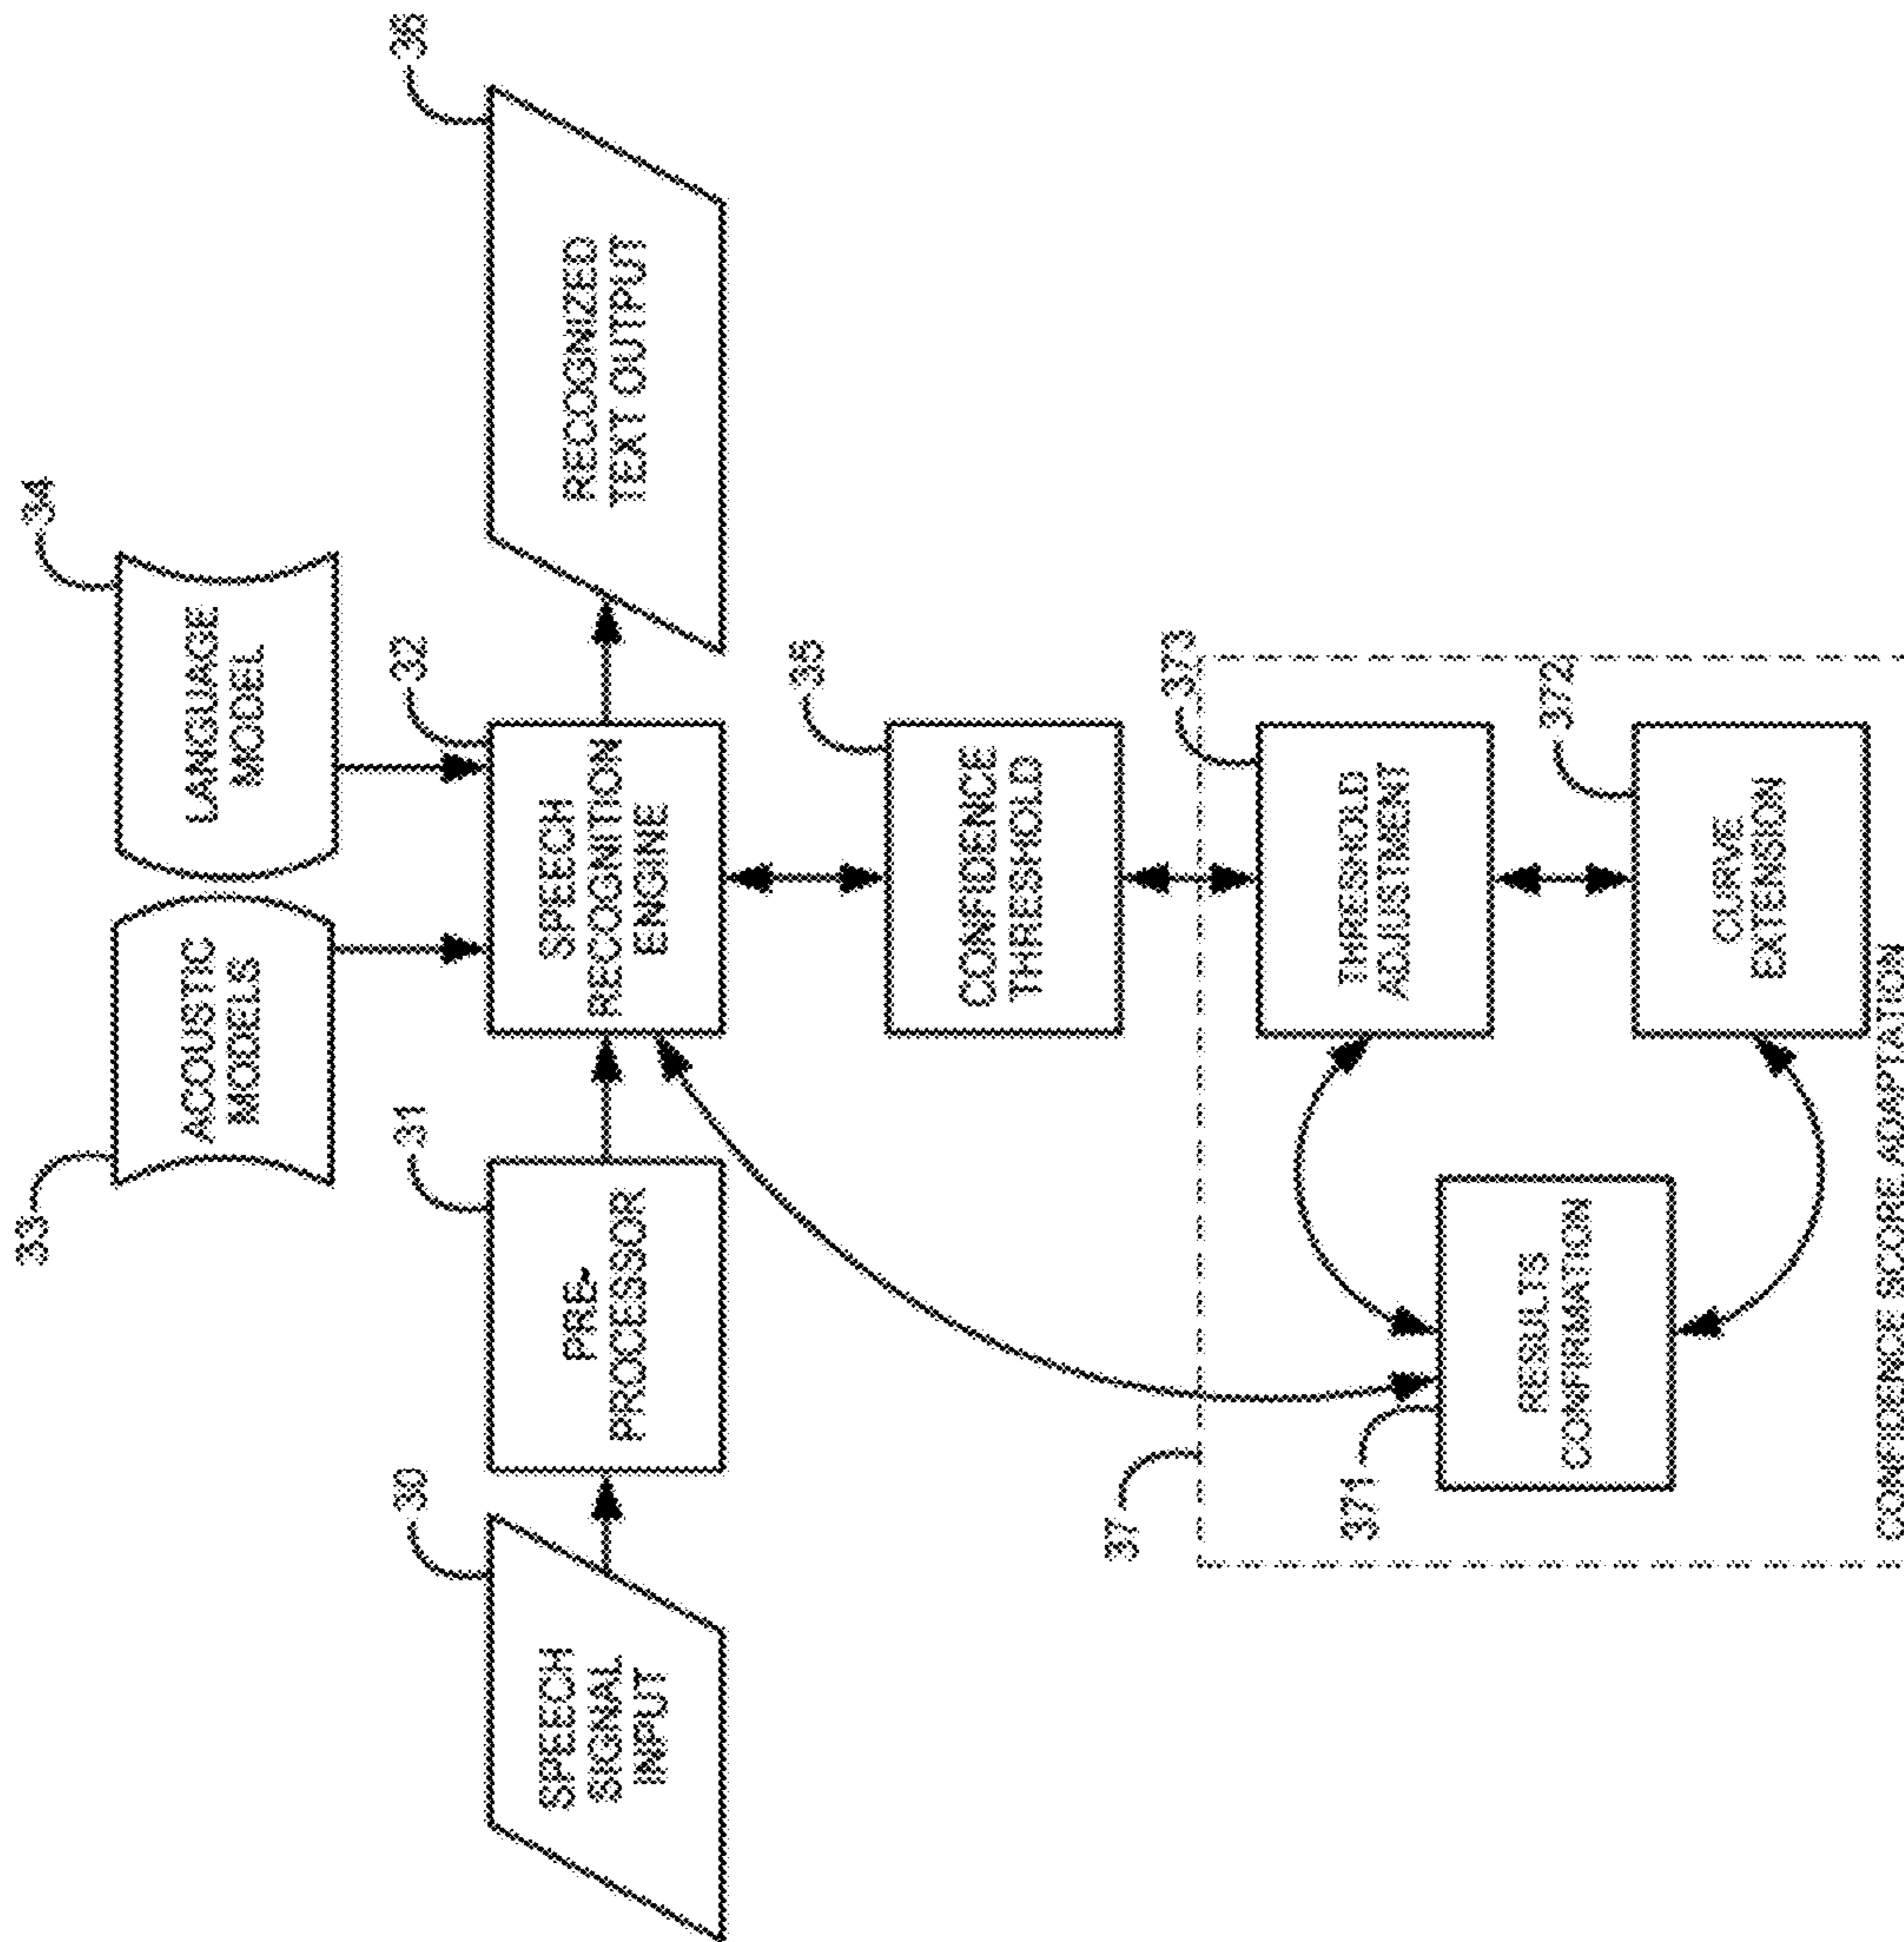 33
34
ACOUSTIC
MODELS
LANGUAGE
MODEL
30
31
32
36
SPEECH
SIGNAL
INPUT
PRE-
PROCESSOR
SPEECH
RECOGNITION
ENGINE
RECOGNIZED
TEXT OUTPUT
35
CONFIDENCE
THRESHOLD
37
373
THRESHOLD
ADJUSTMENT
371
RESULTS
CONFIRMATION
372
CURVE
EXTENSION
CONFIDENCE SCORE ADAPTATION